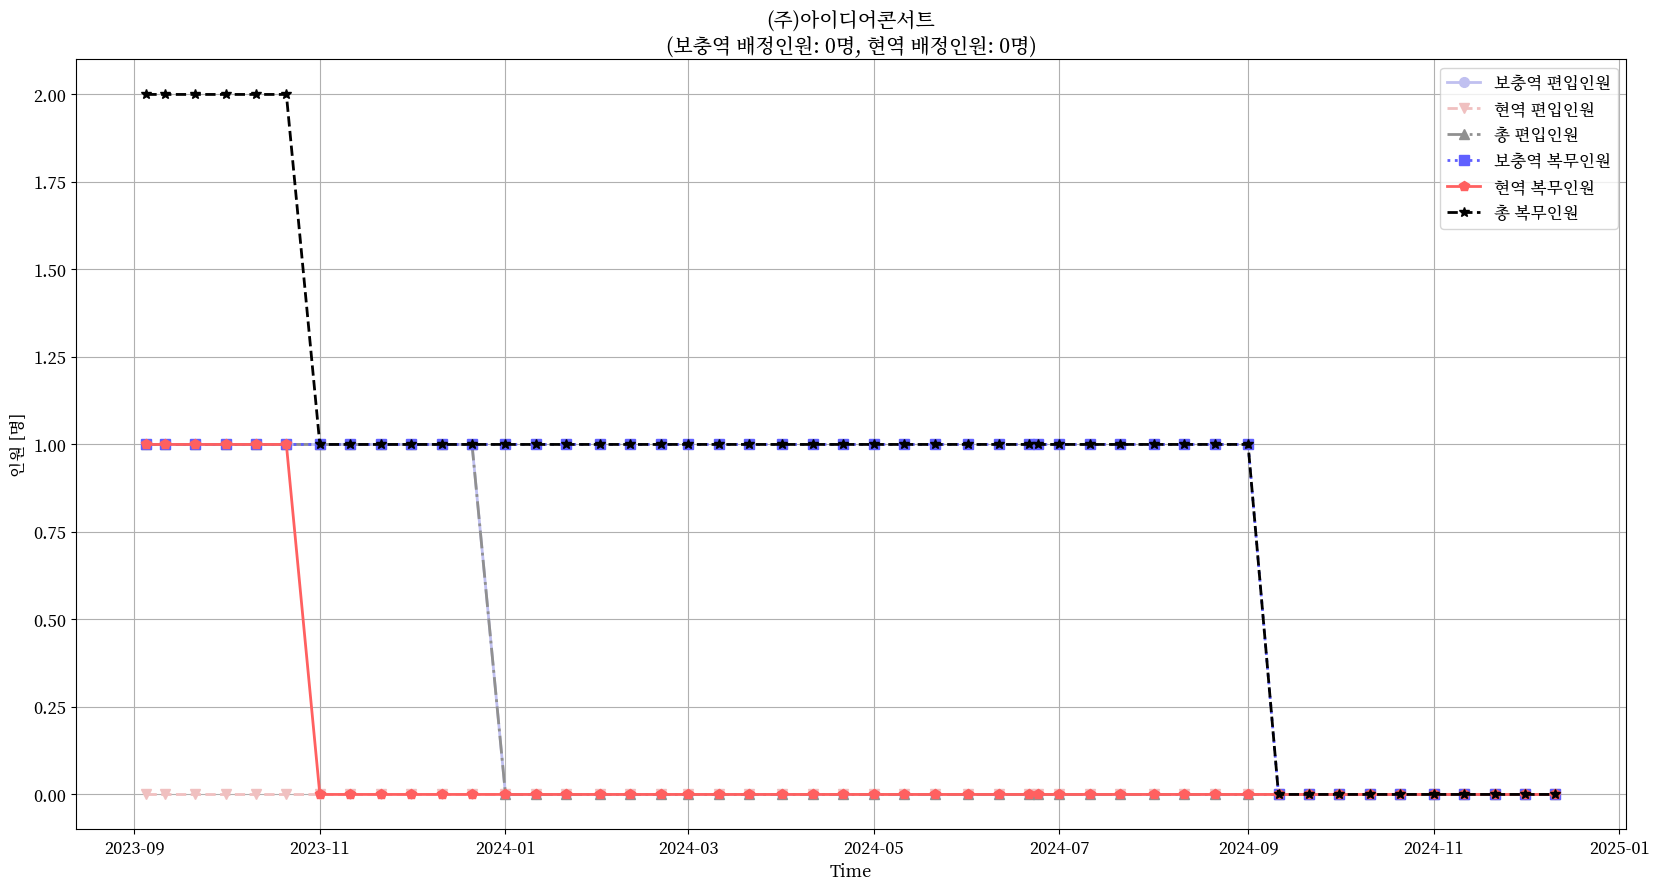 (주)아이디어콘서트
(보충역 배정인원: 0명, 현역 배정인원: 0명)
보충역 편입인원
현역 편입인원
총 편입인원
보충역 복무인원
현역 복무인원
총 복무인원
인원 [명]
2.00
1.75
1.50
1.25
1.00
0.75
0.50
0.25
0.00
2023-09
2023-11
2024-01
2024-03
2024-05
2024-07
2024-09
2024-11
2025-01
Time